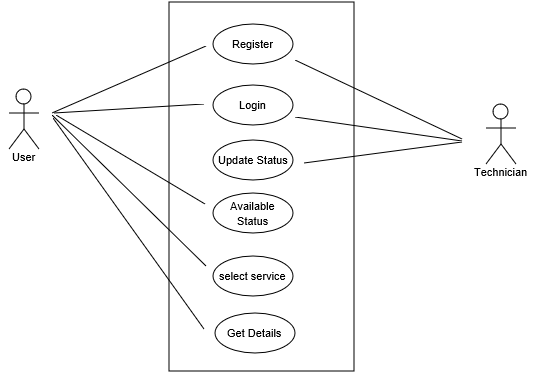 Register
Login
User
Update Status
Technician
Available
Status
select service
Get Details